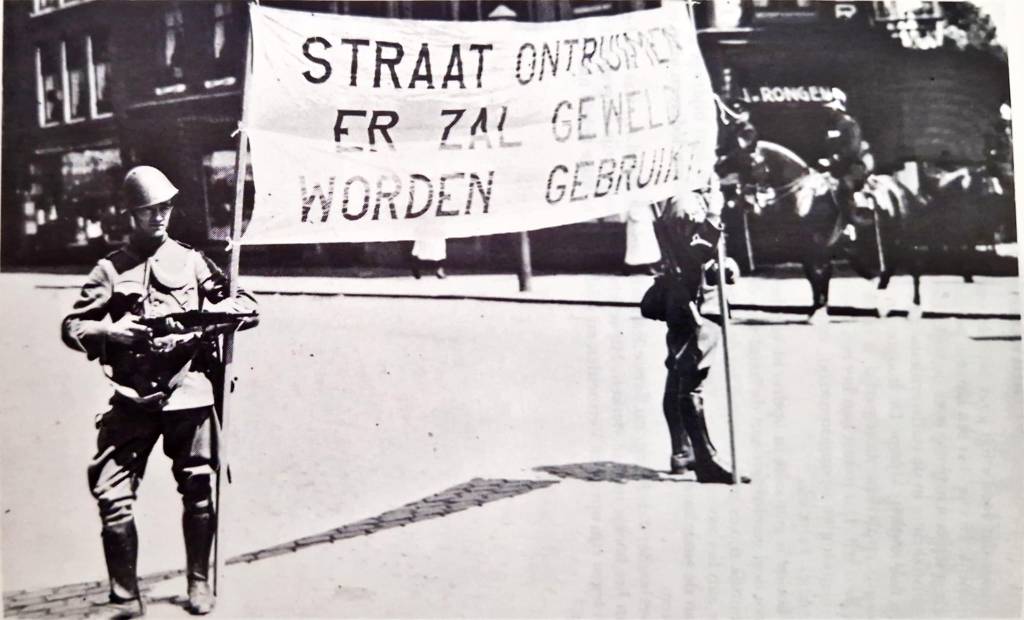 STRAAT ONTRUIMEN
ER ZAL GEWELD
WORDEN GEBRUIKT.
RONGEN
R